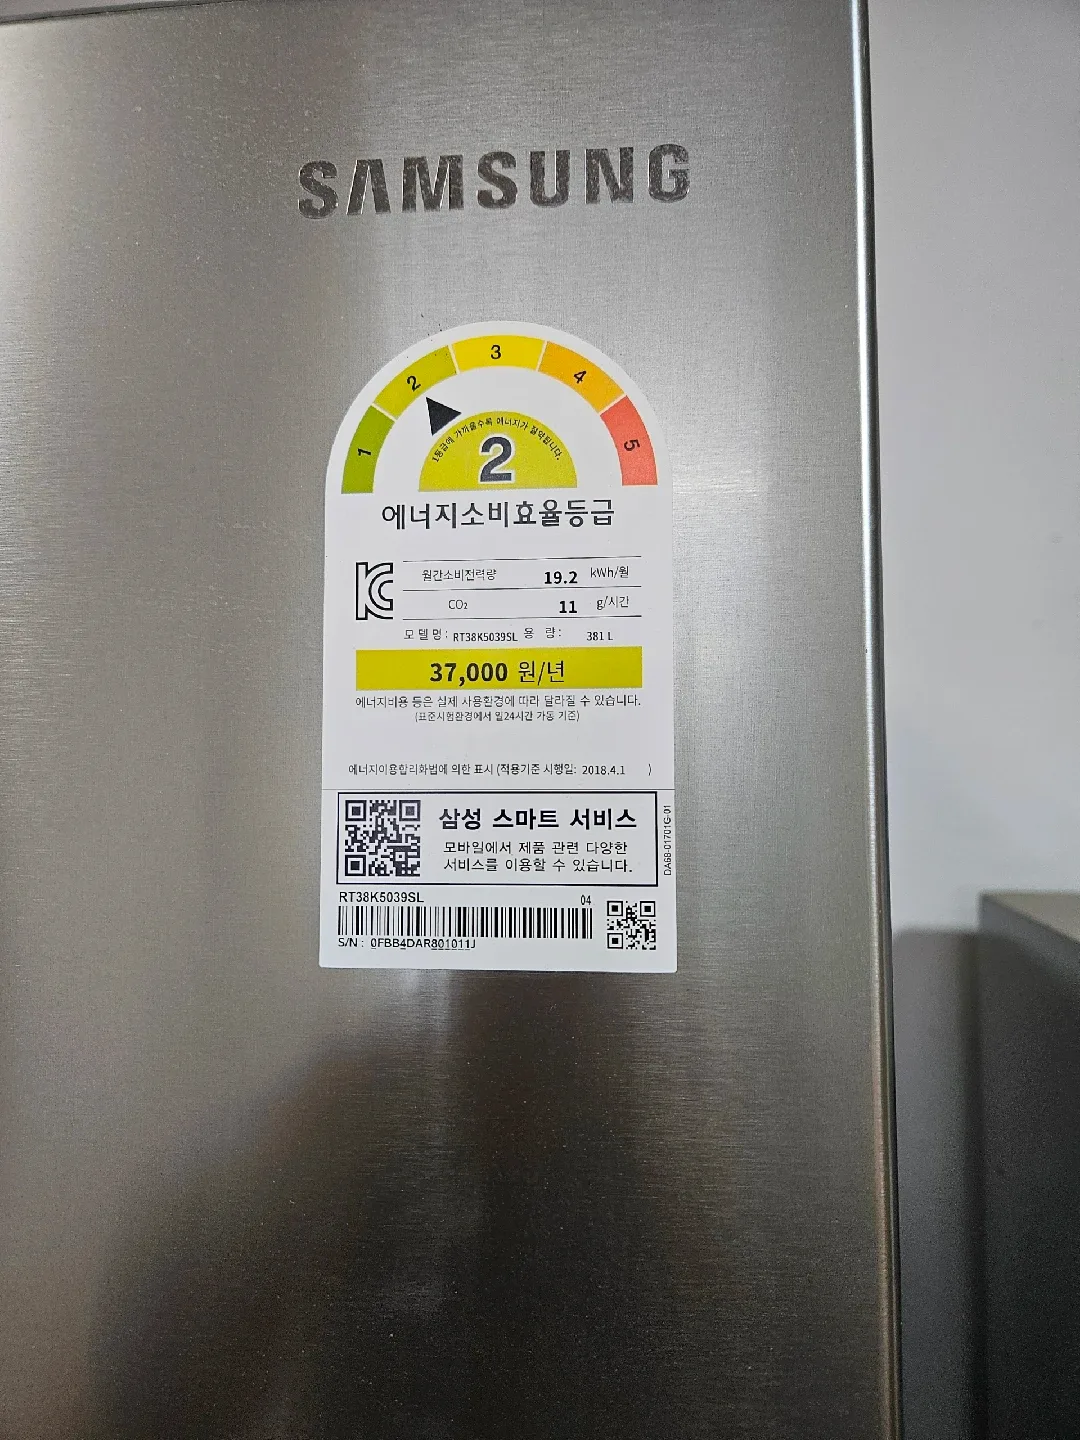 SAMSUNG
1 2 3 4 5
1등급에 가까울수록 에너지가 절약됩니다.
2
에너지소비효율등급
월간소비전력량 19.2 kWh/월
CO₂ 11 g/시간
모델명: RT38K5039SL 용 량: 381 L
37,000 원/년
에너지비용 등은 실제 사용환경에 따라 달라질 수 있습니다.
(표준시험환경에서 일24시간 가동 기준)
에너지이용합리화법에 의한 표시 (적용기준 시행일: 2018.4.1 )
삼성 스마트 서비스
모바일에서 제품 관련 다양한
서비스를 이용할 수 있습니다.
DA68-01701G-01
RT38K5039SL 04
S/N : 0FBB4DAR801011J